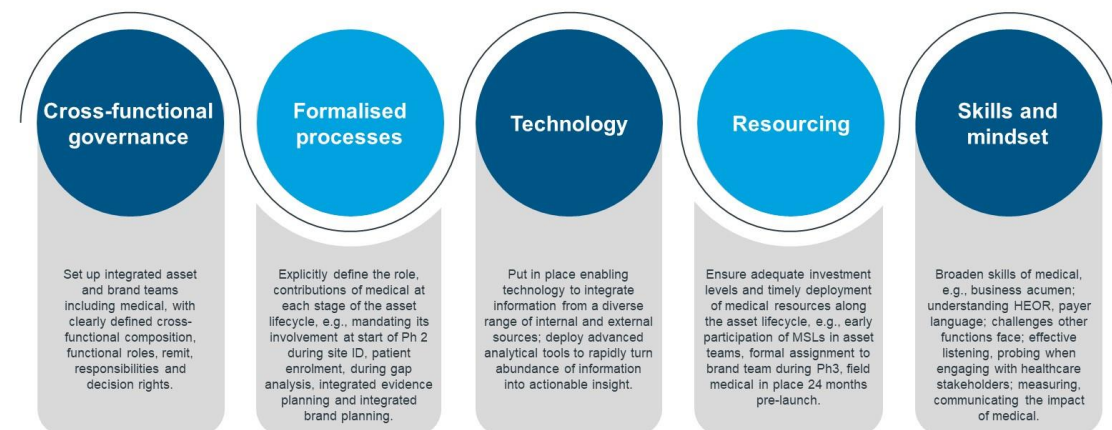 Cross-functional
governance
Formalised
processes
Technology
Resourcing
Skills and
mindset
Set up integrated asset
and brand teams
including medical, with
clearly defined cross-
functional composition,
functional roles, remit,
responsibilities and
decision rights.
Explicitly define the role,
contributions of medical at
each stage of the asset
lifecycle, e.g., mandating its
involvement at start of Ph 2
during site ID, patient
enrolment, during gap
analysis, integrated evidence
planning and integrated
brand planning.
Put in place enabling
technology to integrate
information from a diverse
range of internal and external
sources; deploy advanced
analytical tools to rapidly turn
abundance of information
into actionable insight.
Ensure adequate investment
levels and timely deployment
of medical resources along
the asset lifecycle, e.g., early
participation of MSLs in asset
teams, formal assignment to
brand team during Ph3, field
medical in place 24 months
pre-launch.
Broaden skills of medical,
e.g., business acumen;
understanding HEOR, payer
language; challenges other
functions face; effective
listening, probing when
engaging with healthcare
stakeholders; measuring,
communicating the impact
of medical.